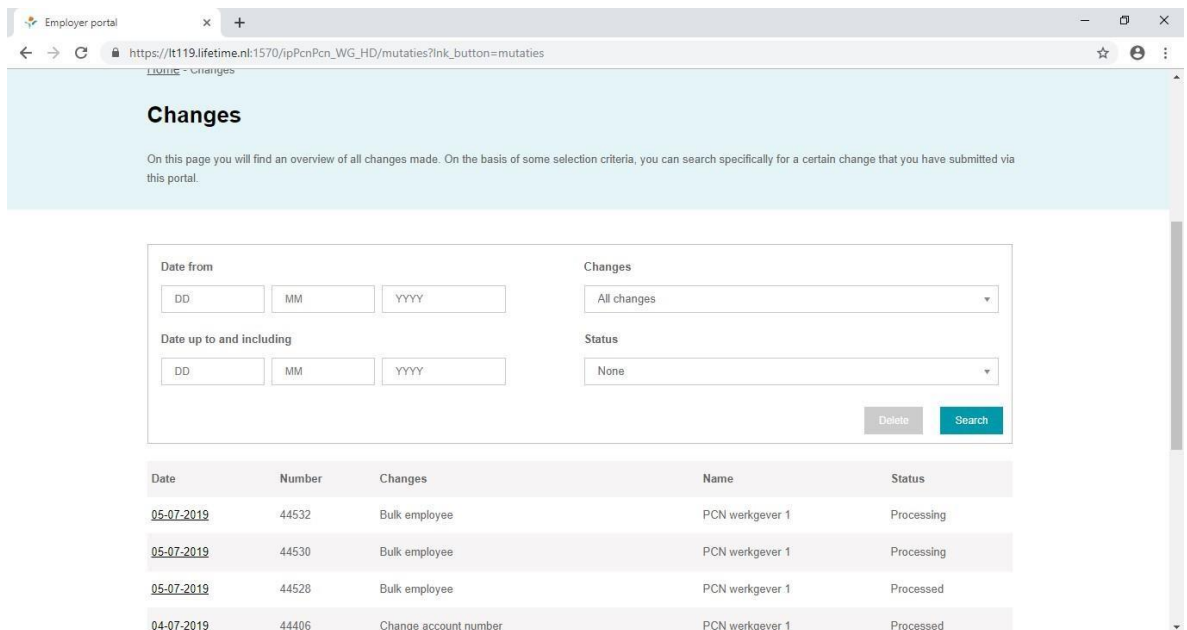 Employer portal
https://lt119.lifetime.nl:1570/ipPcnPcn_WG_HD/mutaties?lnk_button=mutaties
Home - Changes
Changes
On this page you will find an overview of all changes made. On the basis of some selection criteria, you can search specifically for a certain change that you have submitted via
this portal.
Date from Changes
DD MM YYYY All changes
Date up to and including Status
DD MM YYYY None
Delete Search
Date Number Changes Name Status
05-07-2019 44532 Bulk employee PCN werkgever 1 Processing
05-07-2019 44530 Bulk employee PCN werkgever 1 Processing
05-07-2019 44528 Bulk employee PCN werkgever 1 Processed
04-07-2019 44406 Change account number PCN werkgever 1 Processed